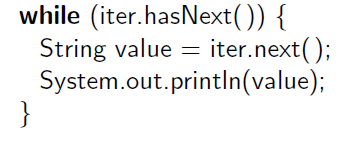 while (iter.hasNext()) {
String value = iter.next();
System.out.println(value);
}